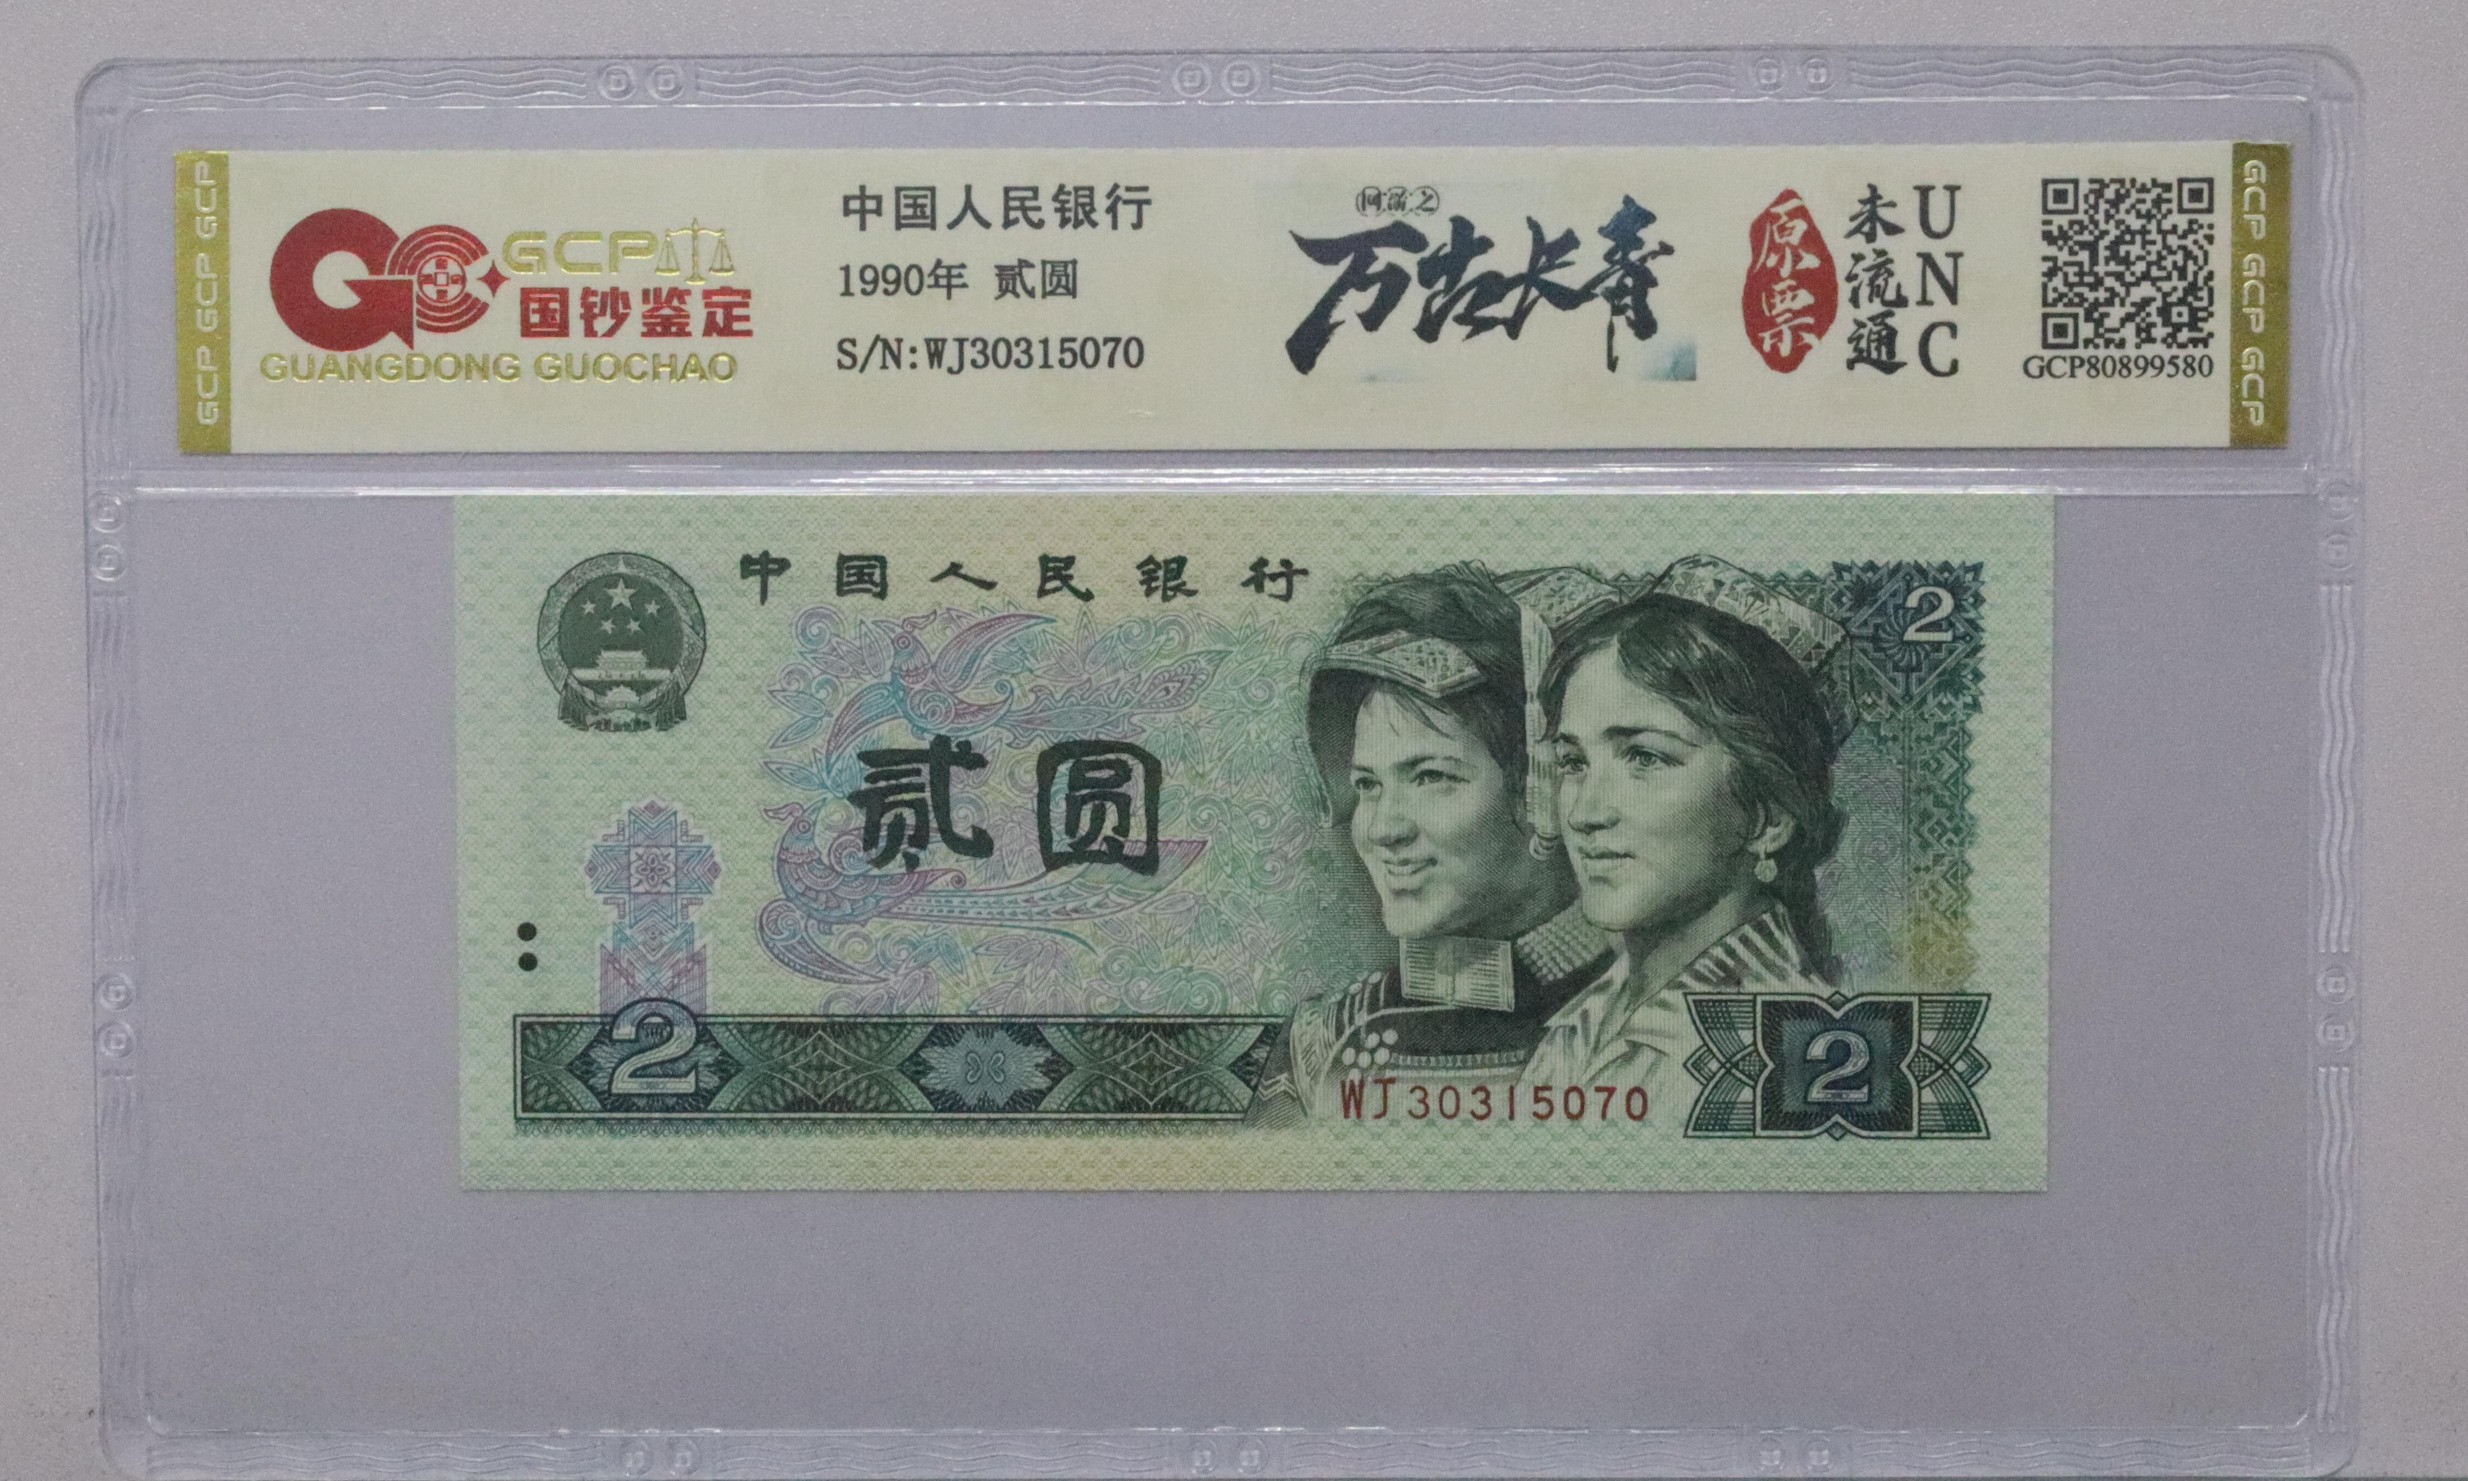 GCP GCP GCP
GCP
国钞鉴定
GUANGDONG GUOCHAO
中国人民银行
1990年 贰圆
S/N:WJ30315070
万古长青
原票
未流通
UNC
GCP80899580
GCP GCP GCP
中国人民银行
2
贰圆
2
WJ30315070
2